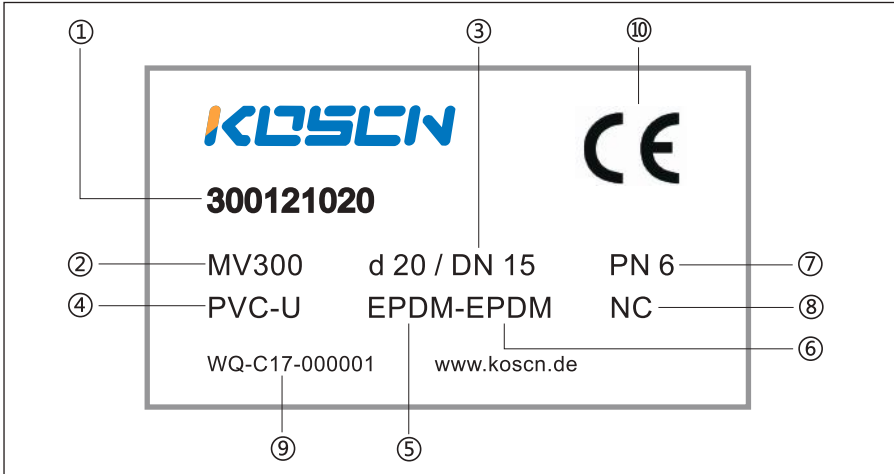 ① ③ ⑩
KOSCN
CE
300121020
② MV300 d 20 / DN 15 PN 6 ⑦
④ PVC-U EPDM-EPDM NC ⑧
⑥
WQ-C17-000001 www.koscn.de
⑨ ⑤